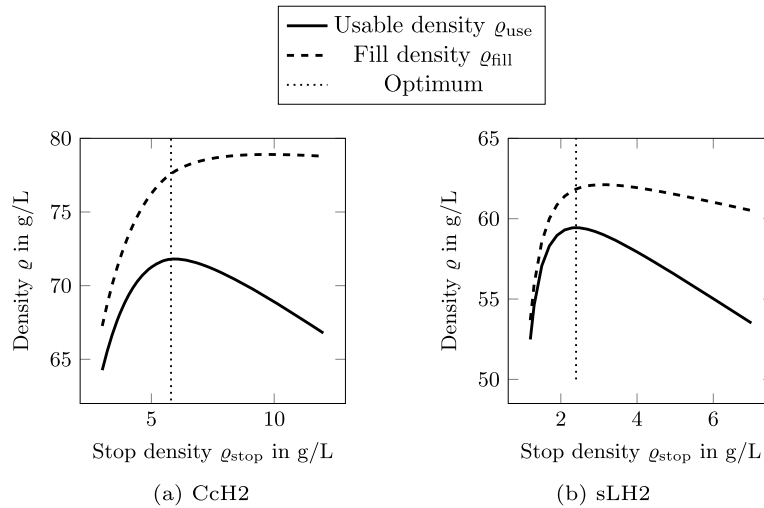 Usable density ϱuse
Fill density ϱfill
Optimum
80
75
70
65
5
10
Density ϱ in g/L
Stop density ϱstop in g/L
(a) CcH2
65
60
55
50
2
4
6
Density ϱ in g/L
Stop density ϱstop in g/L
(b) sLH2